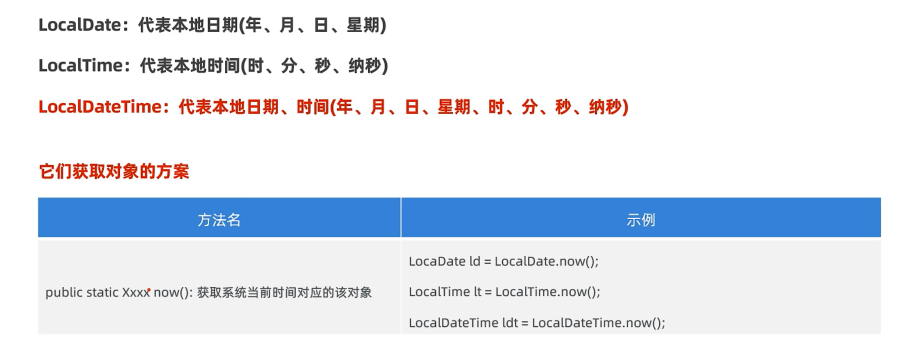 LocalDate：代表本地日期(年、月、日、星期)
LocalTime：代表本地时间(时、分、秒、纳秒)
LocalDateTime：代表本地日期、时间(年、月、日、星期、时、分、秒、纳秒)
它们获取对象的方案
方法名
示例
public static Xxxx now(): 获取系统当前时间对应的该对象
LocaDate ld = LocalDate.now();
LocalTime lt = LocalTime.now();
LocalDateTime ldt = LocalDateTime.now();